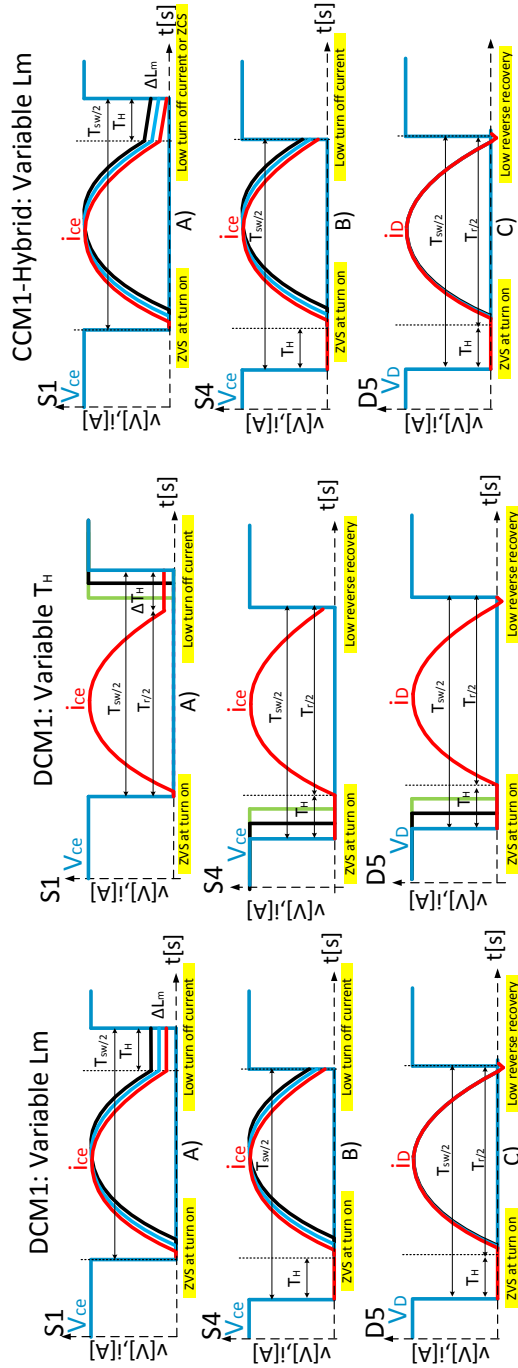 DCM1: Variable Lm
S1
Vce
ice
v[V],i[A]
Tsw/2
TH
ΔLm
t[s]
ZVS at turn on
A)
Low turn off current
S4
Vce
ice
v[V],i[A]
Tsw/2
TH
t[s]
ZVS at turn on
B)
Low turn off current
D5
VD
iD
v[V],i[A]
Tsw/2
TH
Tr/2
t[s]
ZVS at turn on
C)
Low reverse recovery
DCM1: Variable TH
S1
Vce
ice
v[V],i[A]
Tsw/2
Tr/2
ΔTH
t[s]
ZVS at turn on
A)
Low turn off current
S4
Vce
ice
v[V],i[A]
Tsw/2
TH
Tr/2
t[s]
ZVS at turn on
Low reverse recovery
D5
VD
iD
v[V],i[A]
Tsw/2
TH
Tr/2
t[s]
ZVS at turn on
Low reverse recovery
CCM1-Hybrid: Variable Lm
S1
Vce
ice
v[V],i[A]
Tsw/2
TH
ΔLm
t[s]
ZVS at turn on
A)
Low turn off current or ZCS
S4
Vce
ice
v[V],i[A]
Tsw/2
TH
t[s]
ZVS at turn on
B)
Low turn off current
D5
VD
iD
v[V],i[A]
Tsw/2
TH
Tr/2
t[s]
ZVS at turn on
C)
Low reverse recovery